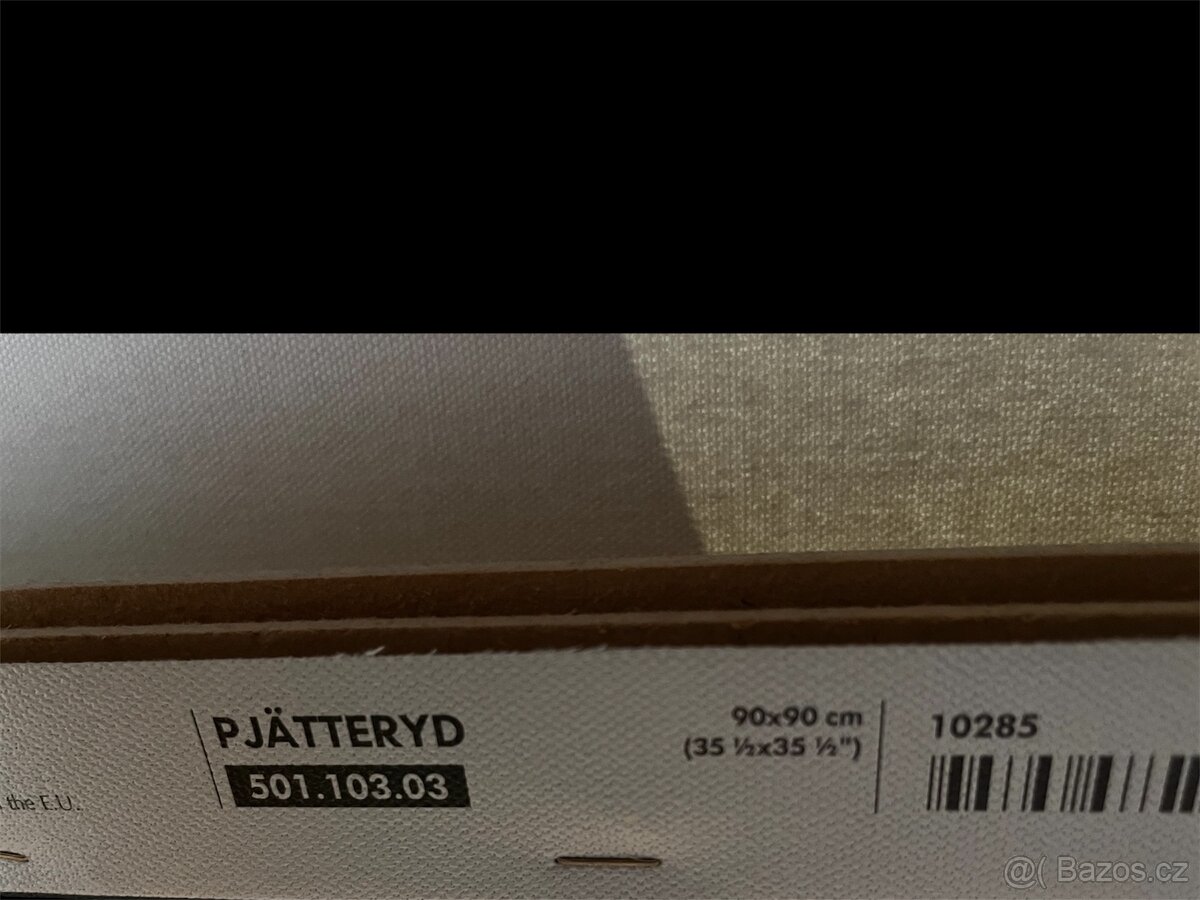 PJÄTTERYD
501.103.03
90x90 cm
(35 ½x35 ½")
10285
the E.U.
@( Bazos.cz